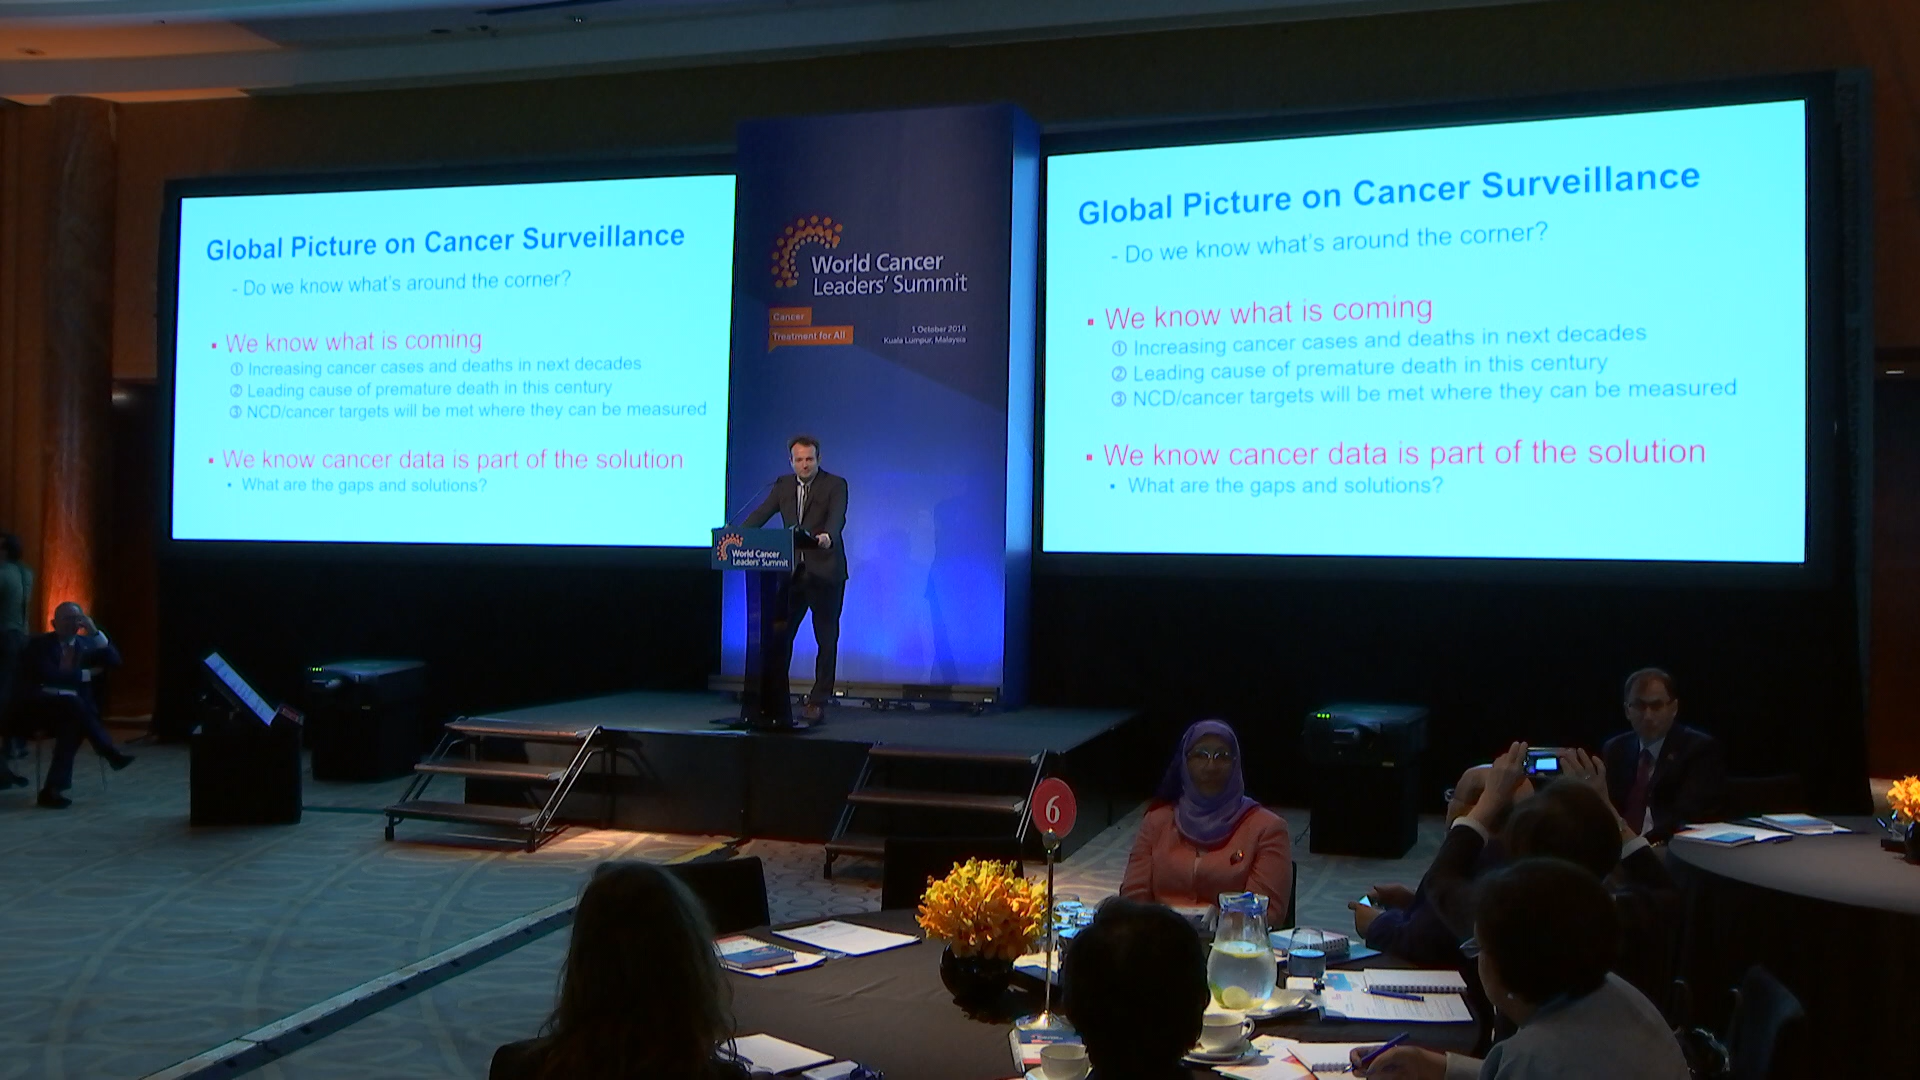 Global Picture on Cancer Surveillance
- Do we know what's around the corner?
▪ We know what is coming
① Increasing cancer cases and deaths in next decades
② Leading cause of premature death in this century
③ NCD/cancer targets will be met where they can be measured
▪ We know cancer data is part of the solution
• What are the gaps and solutions?
World Cancer
Leaders' Summit
Cancer
Treatment for All
1 October 2018
Kuala Lumpur, Malaysia
World Cancer
Leaders' Summit
Global Picture on Cancer Surveillance
- Do we know what's around the corner?
▪ We know what is coming
① Increasing cancer cases and deaths in next decades
② Leading cause of premature death in this century
③ NCD/cancer targets will be met where they can be measured
▪ We know cancer data is part of the solution
• What are the gaps and solutions?
6